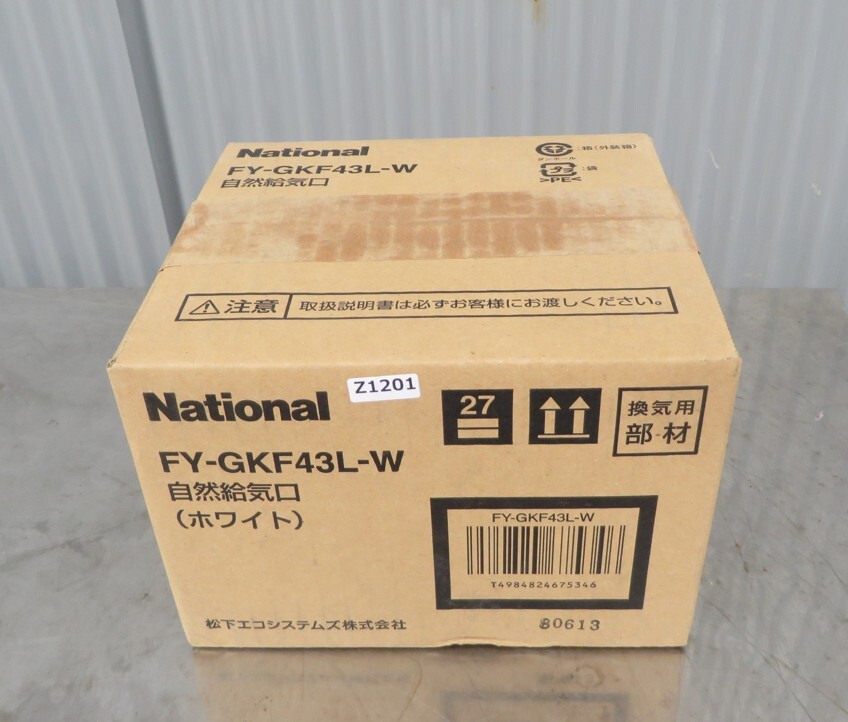 National
FY-GKF43L-W
自然給気口
:箱(外装箱)
ダンボール
:袋
>PE<
注意 取扱説明書は必ずお客様にお渡しください。
National
Z1201
27
換気用
部・材
FY-GKF43L-W
自然給気口
(ホワイト)
FY-GKF43L-W
T4984824675346
松下エコシステムズ株式会社
80613